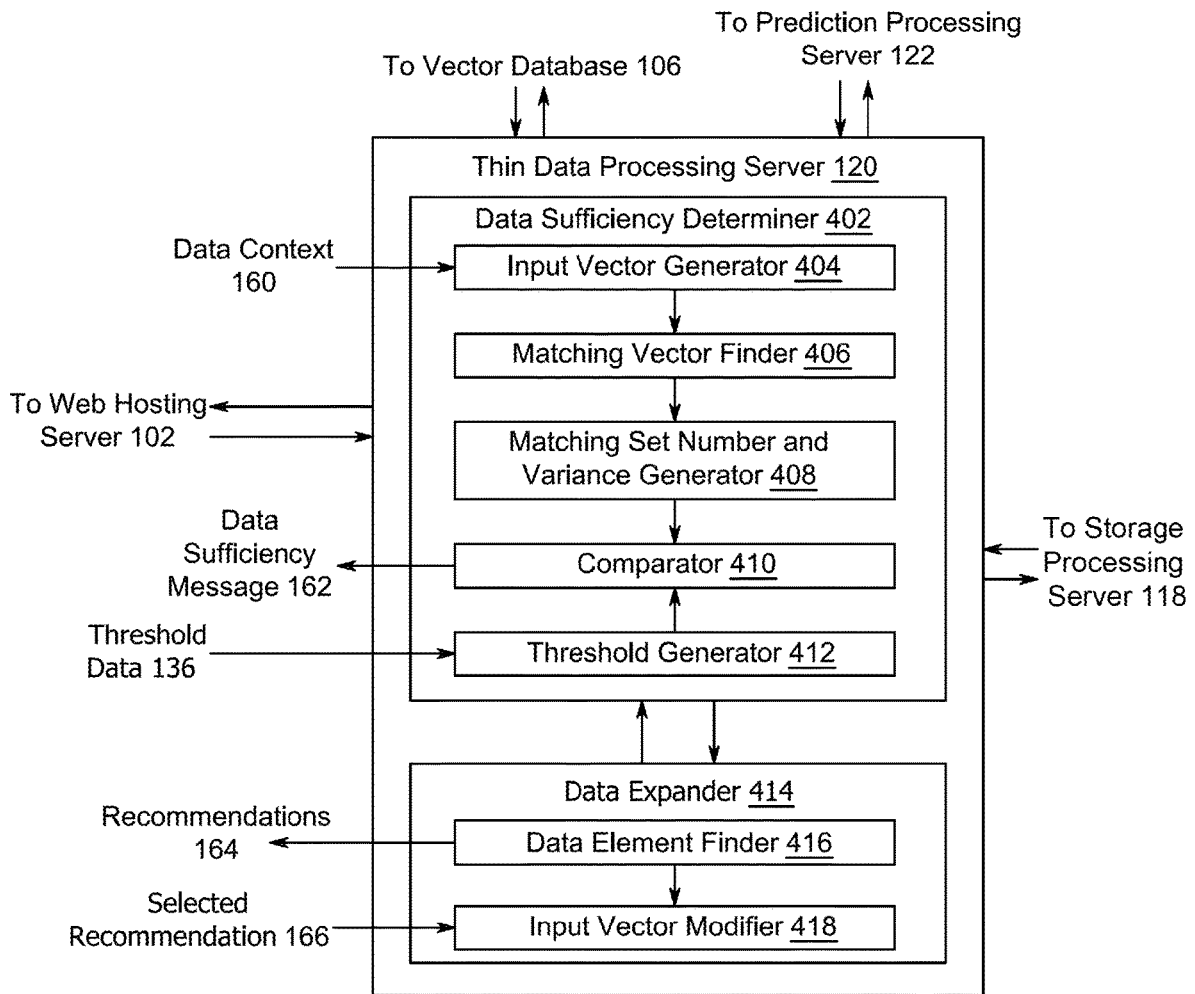 To Prediction Processing
Server 122
To Vector Database 106
Thin Data Processing Server 120
Data Sufficiency Determiner 402
Data Context
160
Input Vector Generator 404
Matching Vector Finder 406
To Web Hosting
Server 102
Matching Set Number and
Variance Generator 408
Data
Sufficiency
Message 162
Comparator 410
To Storage
Processing
Server 118
Threshold
Data 136
Threshold Generator 412
Data Expander 414
Recommendations
164
Data Element Finder 416
Selected
Recommendation 166
Input Vector Modifier 418